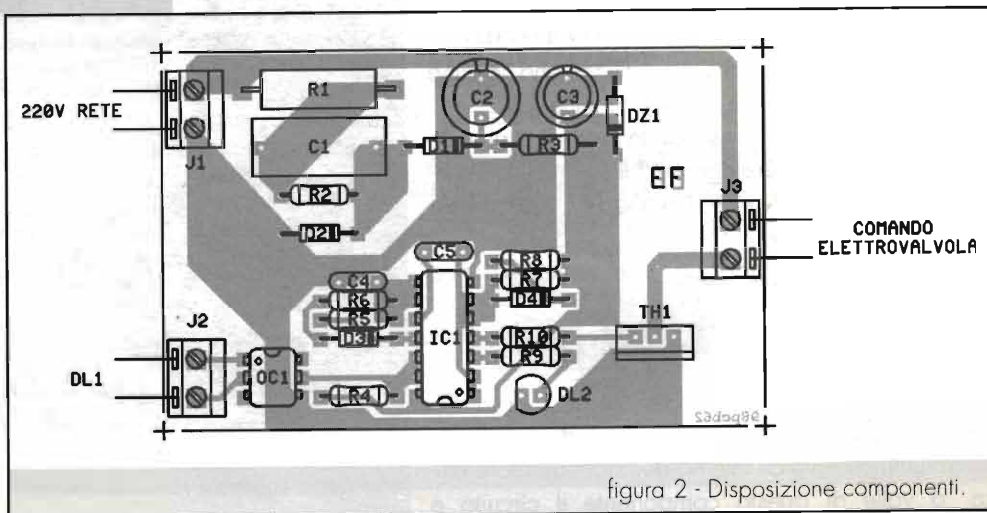 R1
C2
C3
220V RETE
DZ1
C1
D1
R3
J1
EF
R2
J3
D2
COMANDO
ELETTROVALVOLA
C5
R8
C4
R7
R6
D4
TH1
R5
J2
D3
IC1
R10
R9
DL1
OC1
R4
DL2
98pcb62
figura 2 - Disposizione componenti.